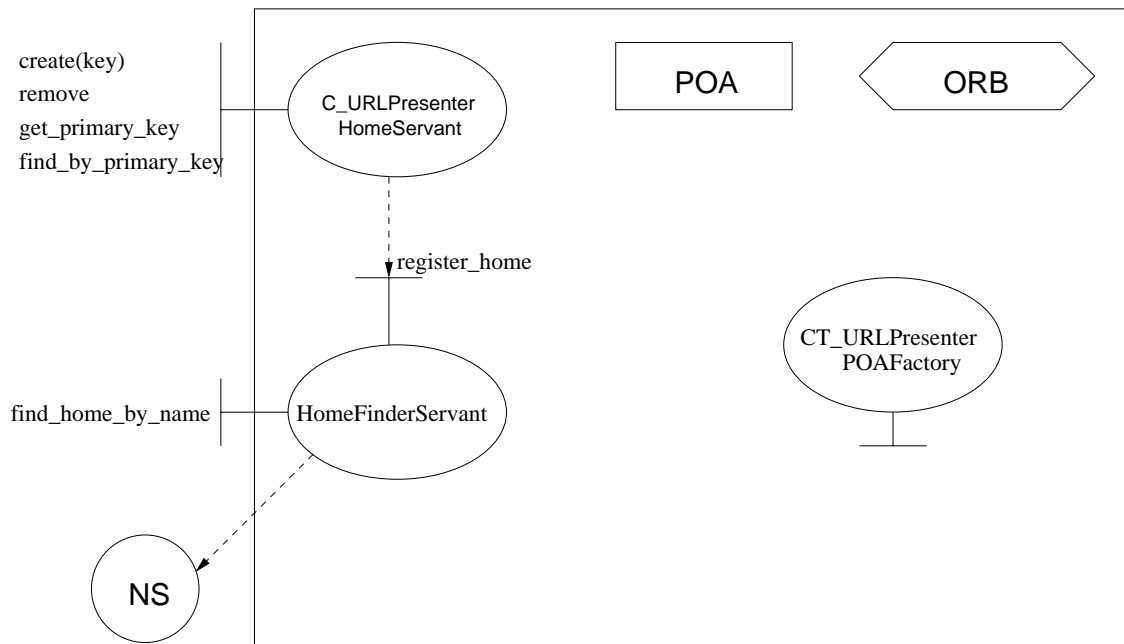 create(key)
remove
get_primary_key
find_by_primary_key
C_URLPresenter
HomeServant
POA
ORB
register_home
CT_URLPresenter
POAFactory
find_home_by_name
HomeFinderServant
NS